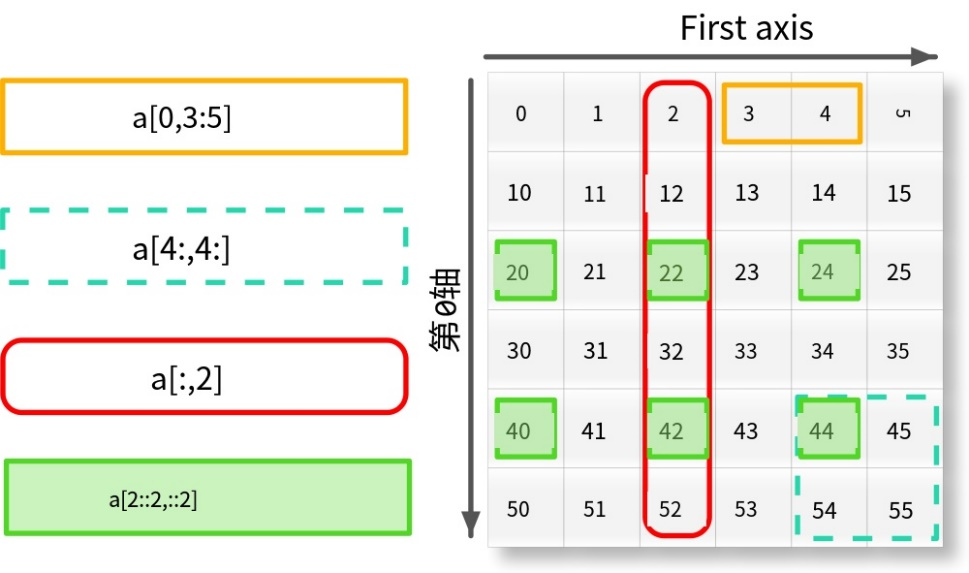 First axis
a[0,3:5]
a[4:,4:]
a[:,2]
a[2::2,::2]
第0轴
0 1 2 3 4 5
10 11 12 13 14 15
20 21 22 23 24 25
30 31 32 33 34 35
40 41 42 43 44 45
50 51 52 53 54 55